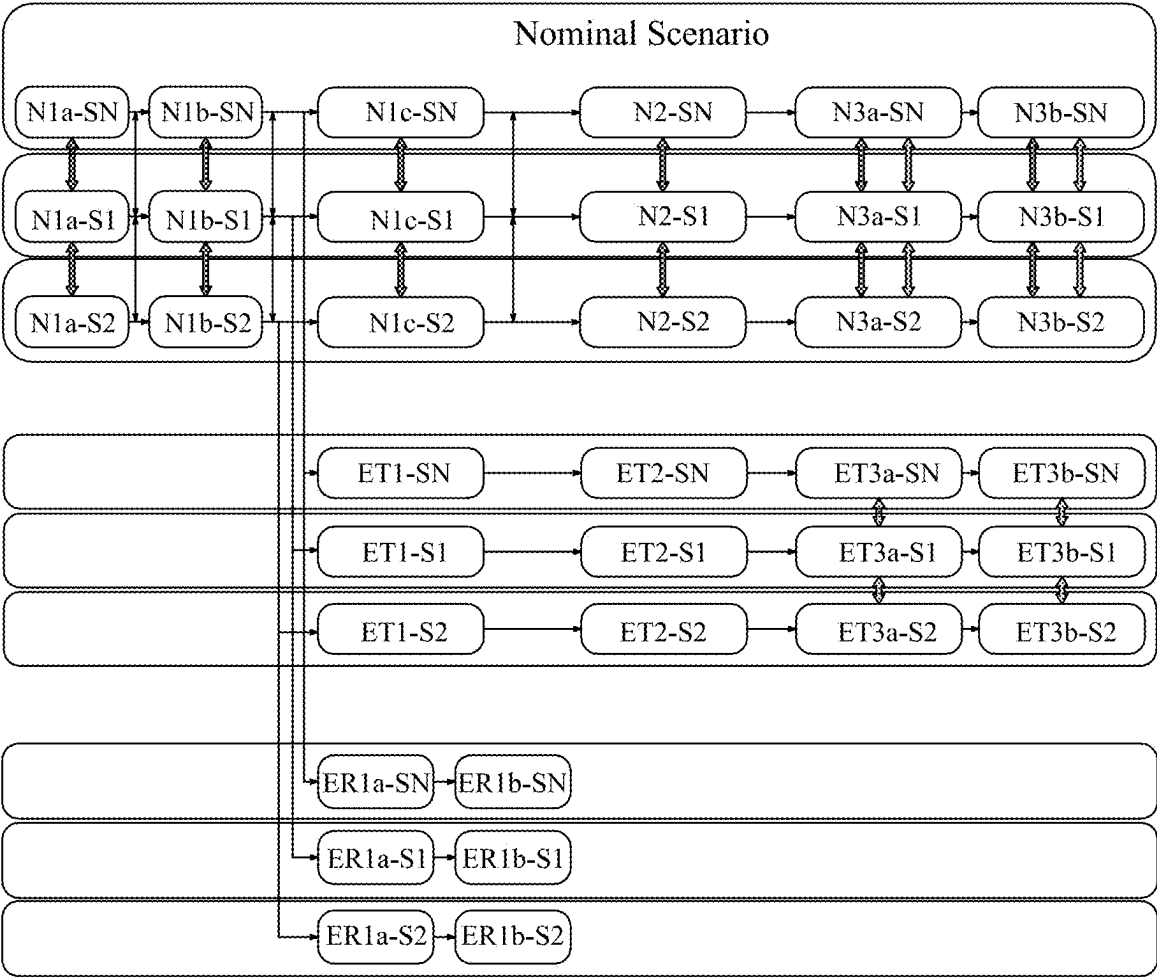 Nominal Scenario
N1a-SN N1b-SN N1c-SN N2-SN N3a-SN N3b-SN
N1a-S1 N1b-S1 N1c-S1 N2-S1 N3a-S1 N3b-S1
N1a-S2 N1b-S2 N1c-S2 N2-S2 N3a-S2 N3b-S2
ET1-SN ET2-SN ET3a-SN ET3b-SN
ET1-S1 ET2-S1 ET3a-S1 ET3b-S1
ET1-S2 ET2-S2 ET3a-S2 ET3b-S2
ER1a-SN ER1b-SN
ER1a-S1 ER1b-S1
ER1a-S2 ER1b-S2